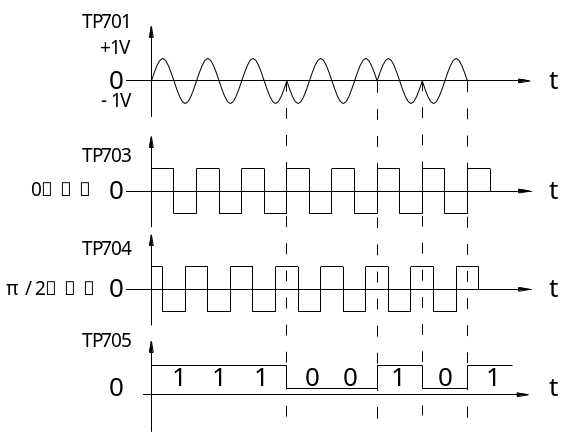 TP701
+1V
0 t
- 1V
TP703
0 0 t
TP704
π /2 0 t
TP705
1 1 1 0 0 1 0 1
0 t